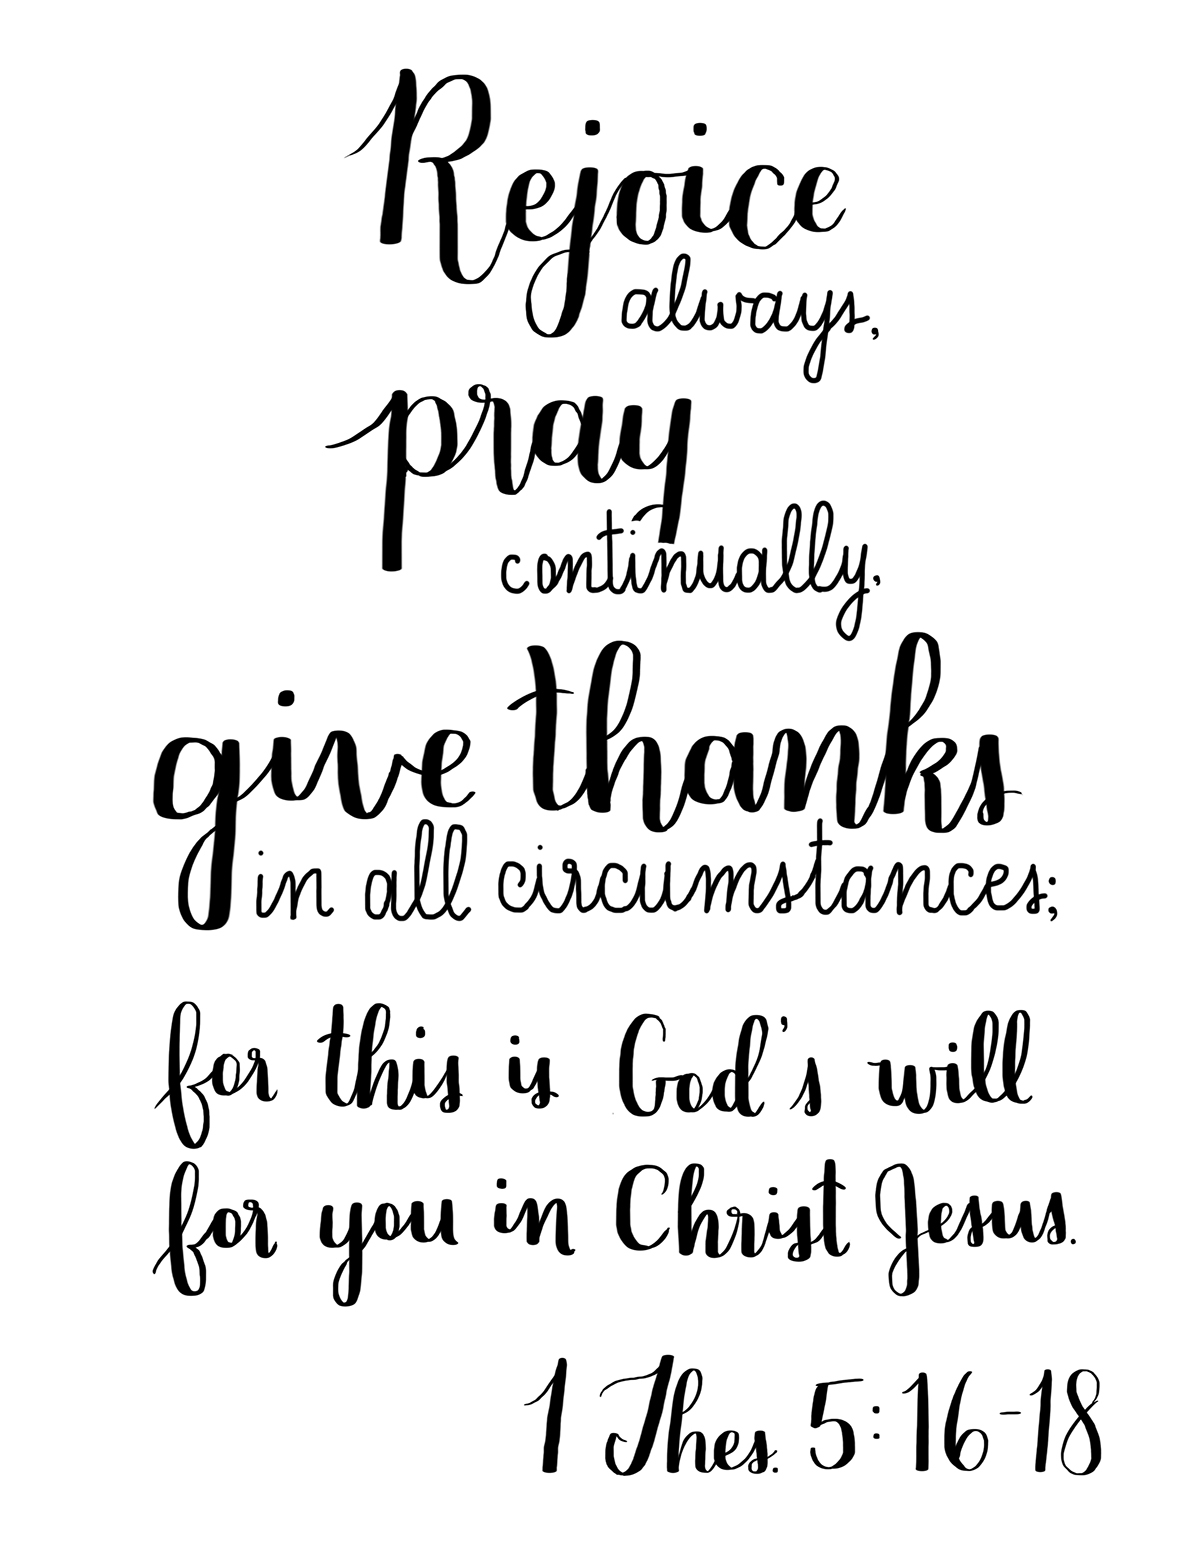 Rejoice
always,
pray
continually,
give thanks
in all circumstances;
for this is God's will
for you in Christ Jesus.
1 Thes. 5:16-18